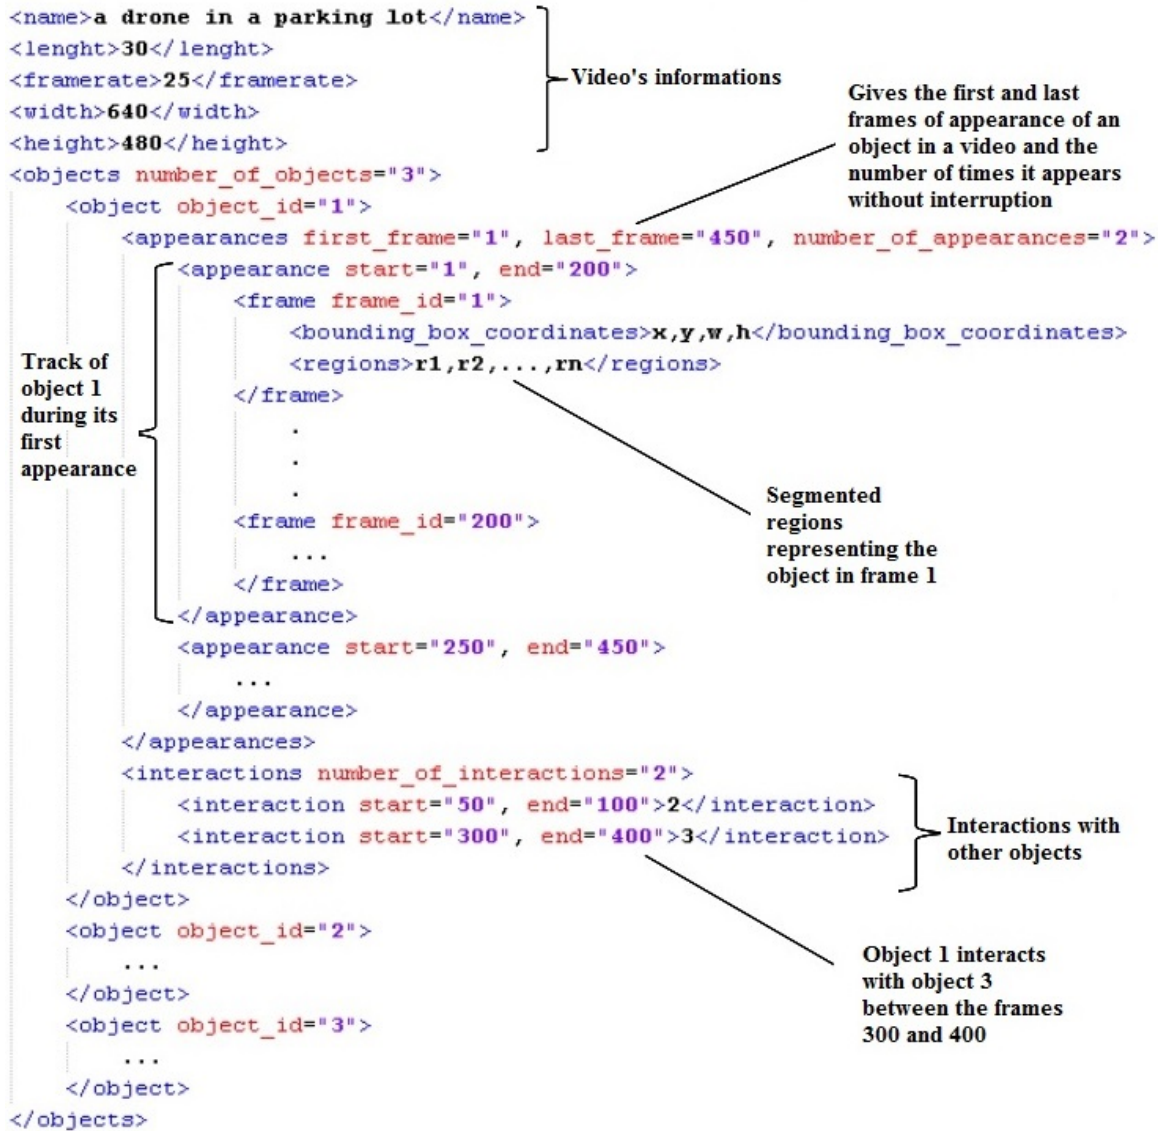 <name>a drone in a parking lot</name>
<lenght>30</lenght>
<framerate>25</framerate>
<width>640</width>
<height>480</height>
Video's informations
<objects number_of_objects="3">
<object object_id="1">
Gives the first and last
frames of appearance of an
object in a video and the
number of times it appears
without interruption
<appearances first_frame="1", last_frame="450", number_of_appearances="2">
<appearance start="1", end="200">
<frame frame_id="1">
<bounding_box_coordinates>x,y,w,h</bounding_box_coordinates>
<regions>r1,r2,...,rn</regions>
</frame>
.
.
.
Track of
object 1
during its
first
appearance
Segmented
regions
representing the
object in frame 1
<frame frame_id="200">
...
</frame>
</appearance>
<appearance start="250", end="450">
...
</appearance>
</appearances>
<interactions number_of_interactions="2">
<interaction start="50", end="100">2</interaction>
<interaction start="300", end="400">3</interaction>
</interactions>
Interactions with
other objects
</object>
<object object_id="2">
...
</object>
Object 1 interacts
with object 3
between the frames
300 and 400
<object object_id="3">
...
</object>
</objects>